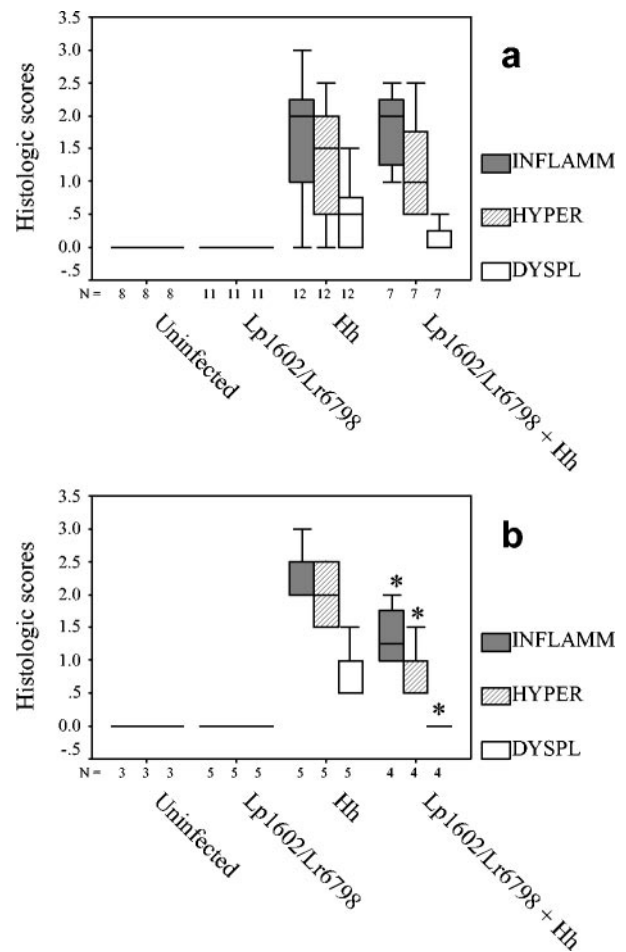 a
Histologic scores
3.5
3.0
2.5
2.0
1.5
1.0
.5
0.0
-.5
INFLAMM
HYPER
DYSPL
N = 8 8 8 11 11 11 12 12 12 7 7 7
Uninfected
Lp1602/Lr6798
Hh
Lp1602/Lr6798 + Hh
b
Histologic scores
3.5
3.0
2.5
2.0
1.5
1.0
.5
0.0
-.5
* * *
INFLAMM
HYPER
DYSPL
N = 3 3 3 5 5 5 5 5 5 4 4 4
Uninfected
Lp1602/Lr6798
Hh
Lp1602/Lr6798 + Hh